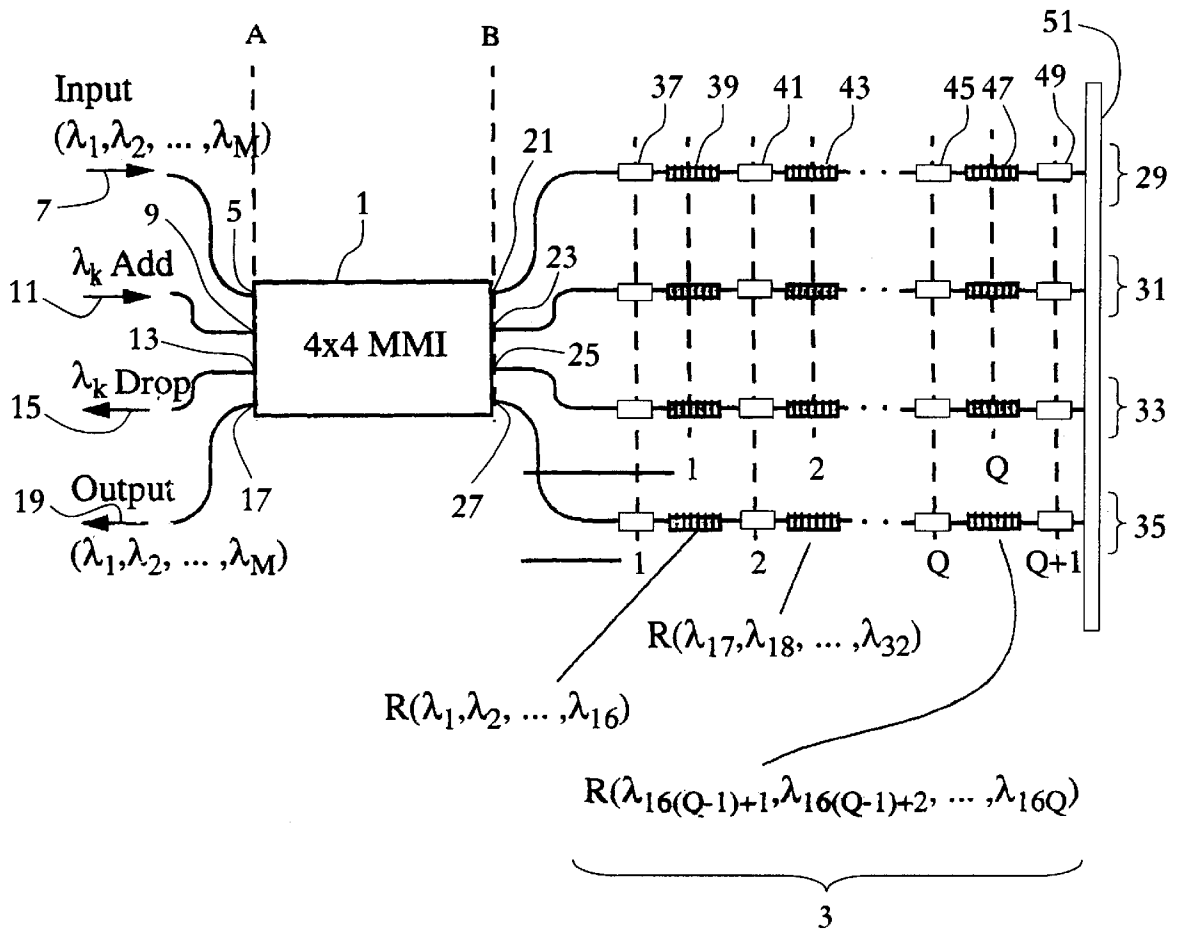 A
B
51
Input
(λ1,λ2, ... ,λM)
37
39
41
43
45
47
49
21
29
7
9
5
1
23
λk Add
11
31
4x4 MMI
13
25
λk Drop
15
33
1
2
Q
Output
19
17
27
35
(λ1,λ2, ... ,λM)
1
2
Q
Q+1
R(λ17,λ18, ... ,λ32)
R(λ1,λ2, ... ,λ16)
R(λ16(Q-1)+1,λ16(Q-1)+2, ... ,λ16Q)
3